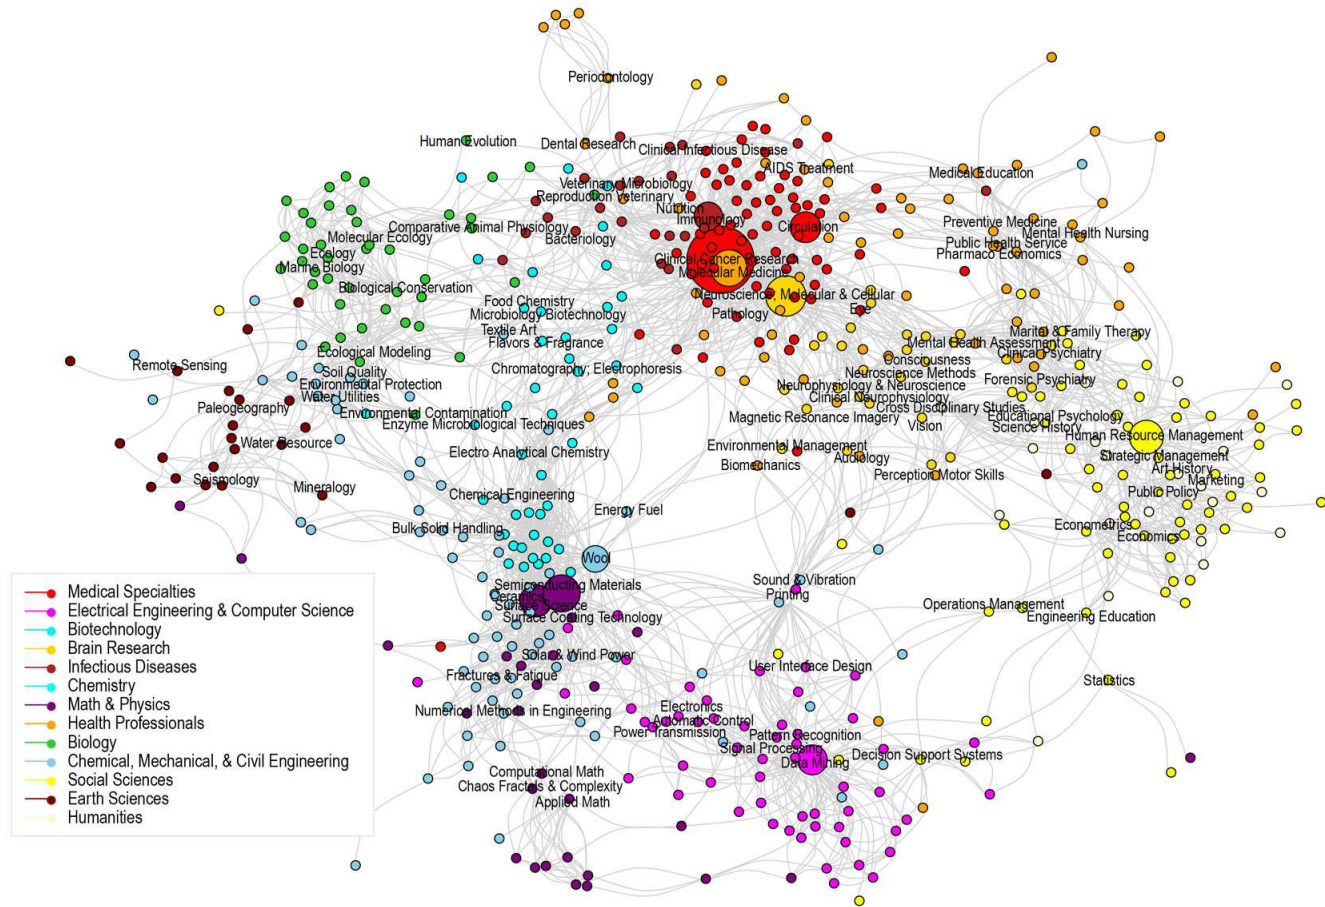 Periodontology
Human Evolution
Dental Research
Clinical Infectious Disease
AIDS Treatment
Medical Education
Veterinary Microbiology
Reproduction Veterinary
Nutrition
Immunology
Circulation
Preventive Medicine
Mental Health Nursing
Comparative Animal Physiology
Bacteriology
Molecular Ecology
Ecology
Marine Biology
Public Health Service
Pharmaco Economics
Clinical Cancer Research
Molecular Medicine
Biological Conservation
Neuroscience, Molecular & Cellular
Food Chemistry
Microbiology Biotechnology
Pathology
Eye
Textile Art
Flavors & Fragrance
Marital & Family Therapy
Mental Health Assessment
Clinical Psychiatry
Ecological Modeling
Consciousness
Remote Sensing
Soil Quality
Chromatography, Electrophoresis
Neuroscience Methods
Forensic Psychiatry
Environmental Protection
Water Utilities
Neurophysiology & Neuroscience
Clinical Neurophysiology
Paleogeography
Environmental Contamination
Enzyme Microbiological Techniques
Magnetic Resonance Imagery
Cross Disciplinary Studies
Vision
Educational Psychology
Science History
Human Resource Management
Water Resource
Electro Analytical Chemistry
Environmental Management
Audiology
Biomechanics
Strategic Management
Art History
Marketing
Perception Motor Skills
Seismology
Mineralogy
Chemical Engineering
Public Policy
Energy Fuel
Bulk Solid Handling
Econometrics
Economics
Wool
Semiconducting Materials
Ceramics
Surface Science
Surface Coating Technology
Sound & Vibration
Printing
Operations Management
Engineering Education
Solar & Wind Power
User Interface Design
Fractures & Fatigue
Statistics
Numerical Methods in Engineering
Electronics
Automatic Control
Power Transmission
Pattern Recognition
Signal Processing
Data Mining
Decision Support Systems
Computational Math
Chaos Fractals & Complexity
Applied Math
Medical Specialties
Electrical Engineering & Computer Science
Biotechnology
Brain Research
Infectious Diseases
Chemistry
Math & Physics
Health Professionals
Biology
Chemical, Mechanical, & Civil Engineering
Social Sciences
Earth Sciences
Humanities